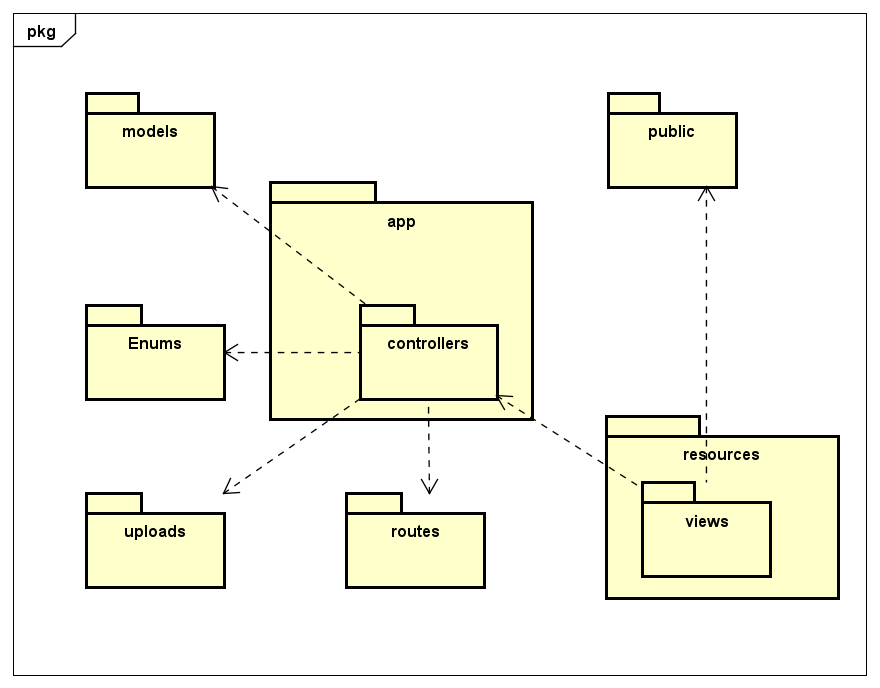 pkg
models
public
app
Enums
controllers
resources
views
uploads
routes